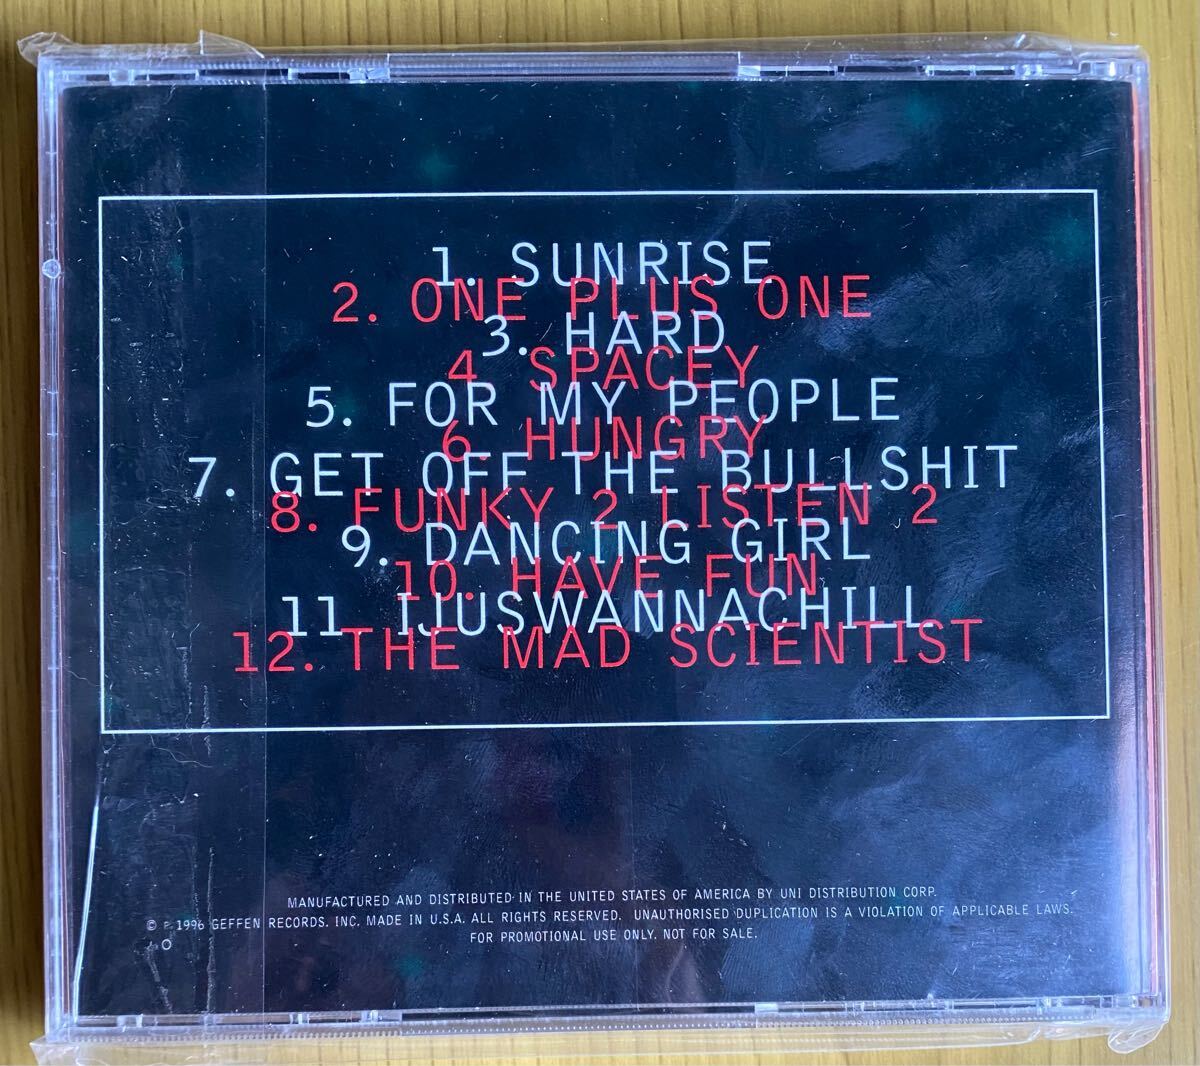 1. SUNRISE
2. ONE PLUS ONE
3. HARD
4. SPACEY
5. FOR MY PEOPLE
6. HUNGRY
7. GET OFF THE BULLSHIT
8. FUNKY 2 LISTEN 2
9. DANCING GIRL
10. HAVE FUN
11. IJUSWANNACHILL
12. THE MAD SCIENTIST
MANUFACTURED AND DISTRIBUTED IN THE UNITED STATES OF AMERICA BY UNI DISTRIBUTION CORP.
© ℗ 1996 GEFFEN RECORDS, INC. MADE IN U.S.A. ALL RIGHTS RESERVED. UNAUTHORISED DUPLICATION IS A VIOLATION OF APPLICABLE LAWS.
FOR PROMOTIONAL USE ONLY. NOT FOR SALE.